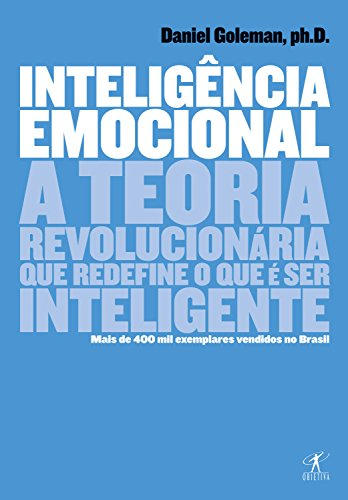 Daniel Goleman, ph.D.
INTELIGÊNCIA
EMOCIONAL
A TEORIA
REVOLUCIONÁRIA
QUE REDEFINE O QUE É SER
INTELIGENTE
Mais de 400 mil exemplares vendidos no Brasil
OBJETIVA